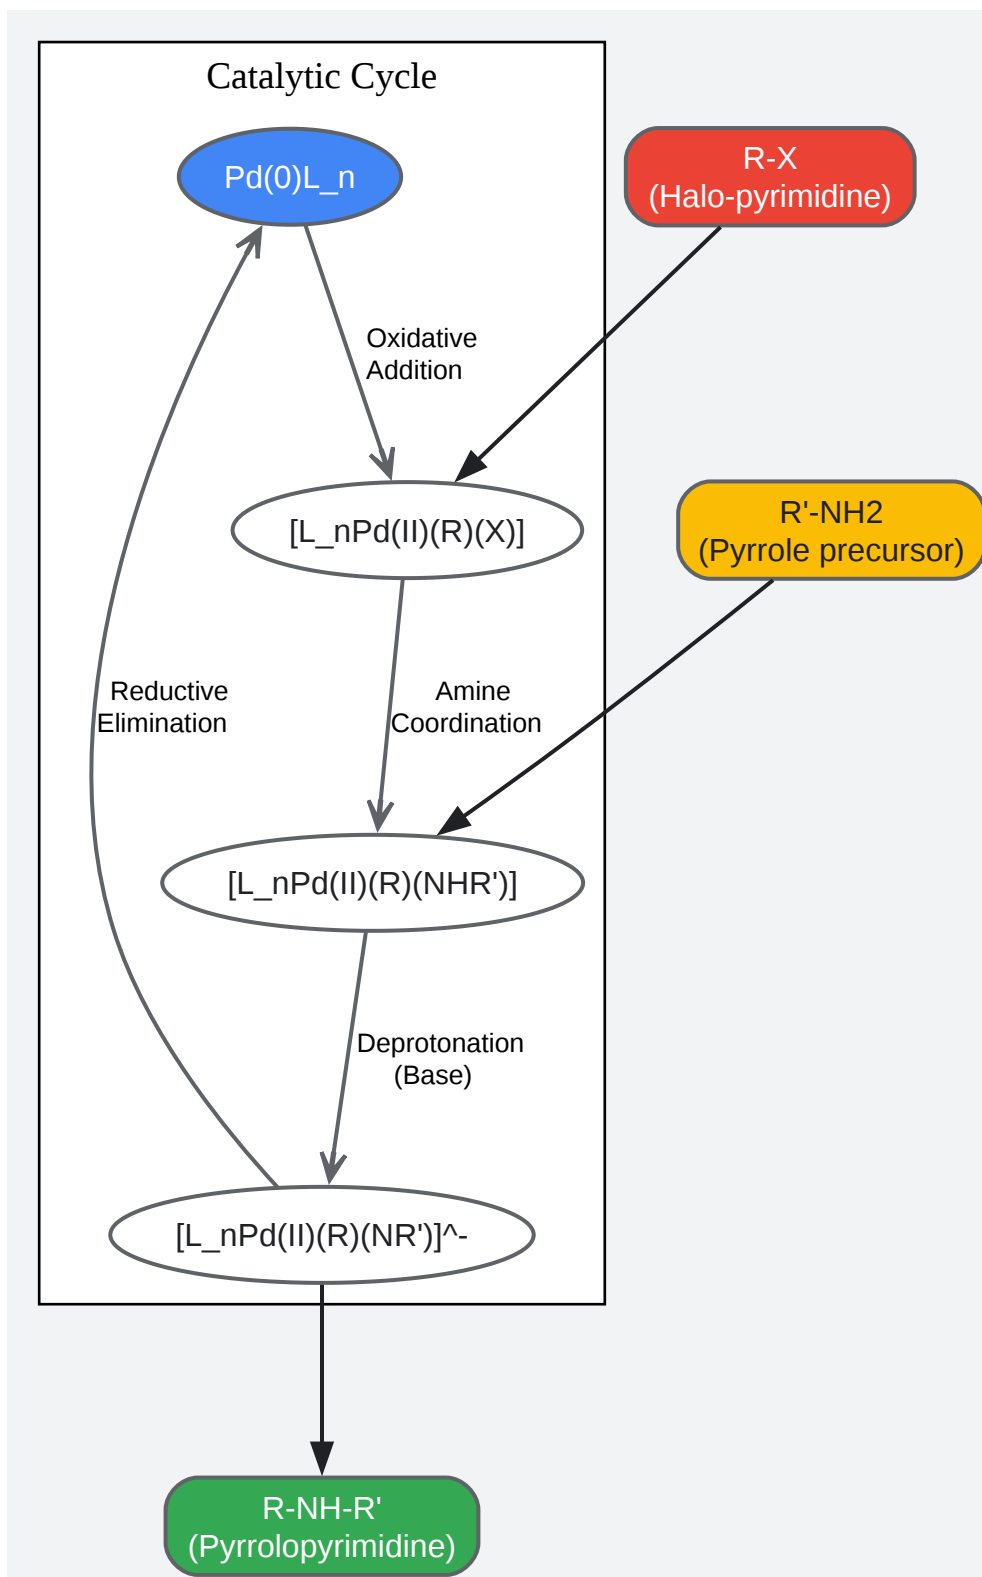 Catalytic Cycle
Pd(0)L_n
R-X
(Halo-pyrimidine)
Oxidative
Addition
[L_nPd(II)(R)(X)]
R'-NH2
(Pyrrole precursor)
Reductive
Elimination
Amine
Coordination
[L_nPd(II)(R)(NHR')]
Deprotonation
(Base)
[L_nPd(II)(R)(NR')]^-
R-NH-R'
(Pyrrolopyrimidine)